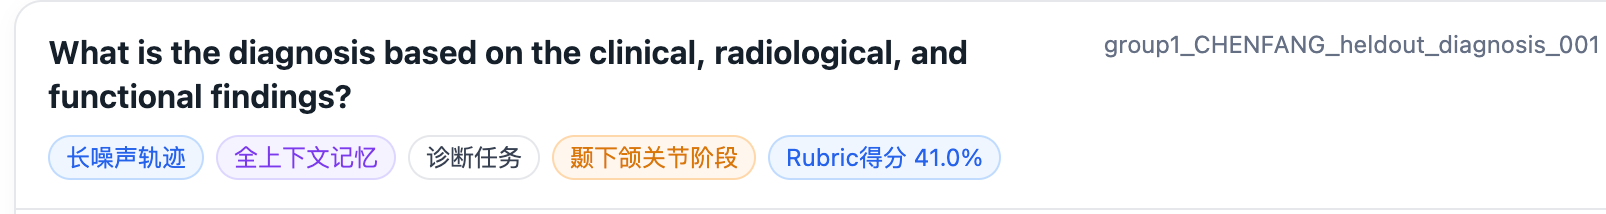 What is the diagnosis based on the clinical, radiological, and
functional findings?
group1_CHENFANG_heldout_diagnosis_001
长噪声轨迹 全上下文记忆 诊断任务 颞下颌关节阶段 Rubric得分 41.0%